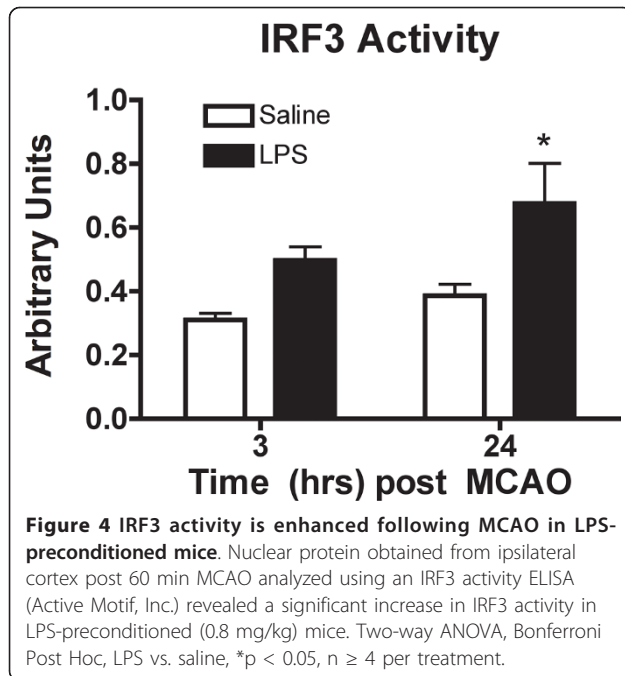 IRF3 Activity
1.0
0.8
0.6
0.4
0.2
0.0
Arbitrary Units
Saline
LPS
*
3
24
Time (hrs) post MCAO
Figure 4 IRF3 activity is enhanced following MCAO in LPS-
preconditioned mice. Nuclear protein obtained from ipsilateral
cortex post 60 min MCAO analyzed using an IRF3 activity ELISA
(Active Motif, Inc.) revealed a significant increase in IRF3 activity in
LPS-preconditioned (0.8 mg/kg) mice. Two-way ANOVA, Bonferroni
Post Hoc, LPS vs. saline, *p < 0.05, n ≥ 4 per treatment.